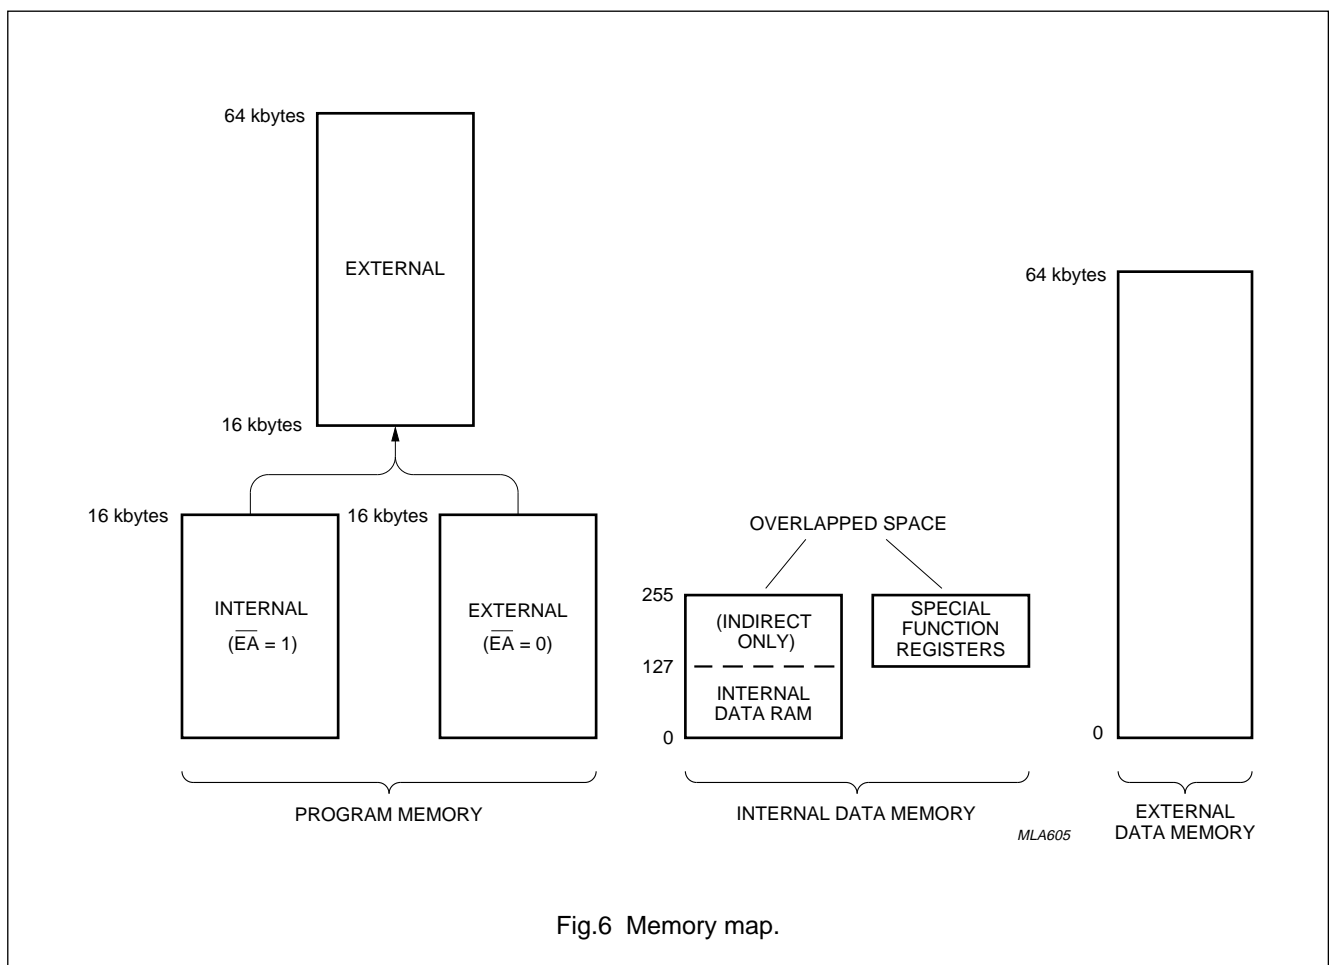 64 kbytes
EXTERNAL
16 kbytes
16 kbytes
INTERNAL
(E̅A̅ = 1)
16 kbytes
EXTERNAL
(E̅A̅ = 0)
PROGRAM MEMORY
OVERLAPPED SPACE
255
(INDIRECT
ONLY)
127
INTERNAL
DATA RAM
0
SPECIAL
FUNCTION
REGISTERS
INTERNAL DATA MEMORY
64 kbytes
0
EXTERNAL
DATA MEMORY
MLA605
Fig.6 Memory map.